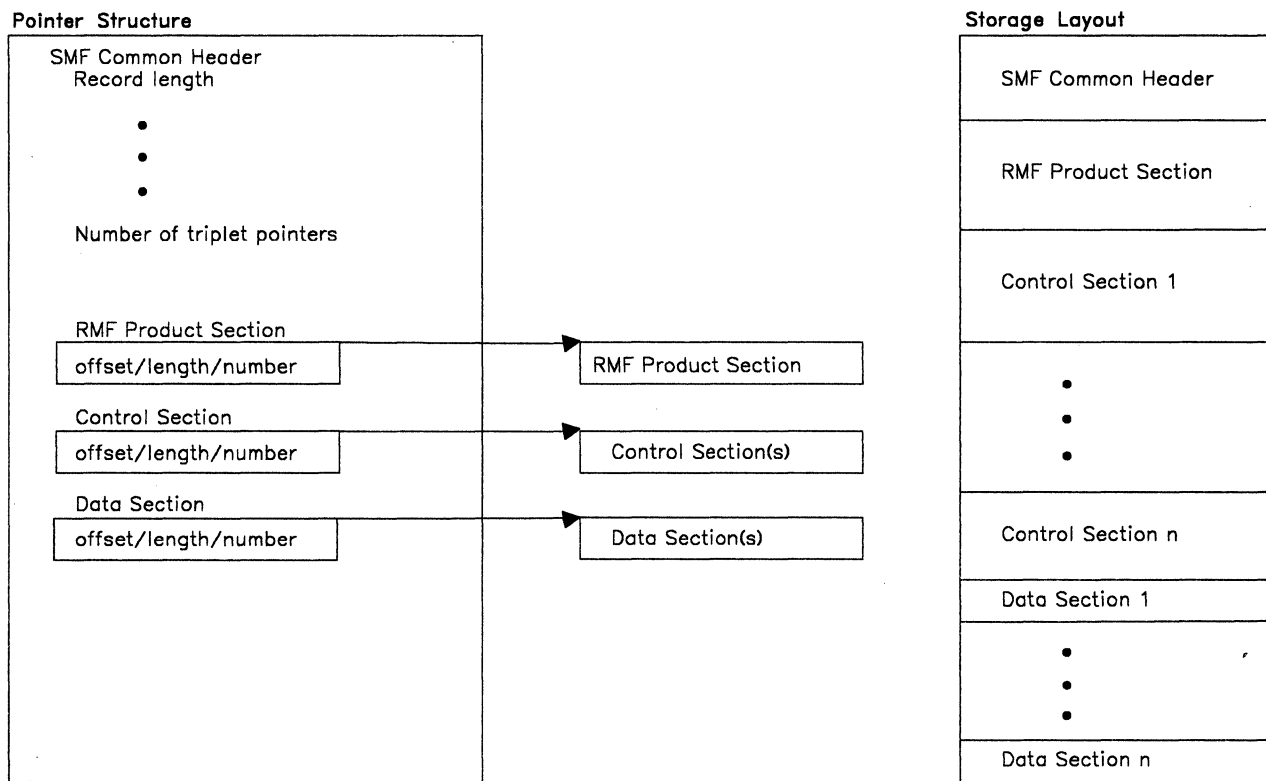 Pointer Structure
SMF Common Header
Record length
•
•
•
Number of triplet pointers
RMF Product Section
offset/length/number
RMF Product Section
Control Section
offset/length/number
Control Section(s)
Data Section
offset/length/number
Data Section(s)
Storage Layout
SMF Common Header
RMF Product Section
Control Section 1
•
•
•
Control Section n
Data Section 1
•
•
•
Data Section n